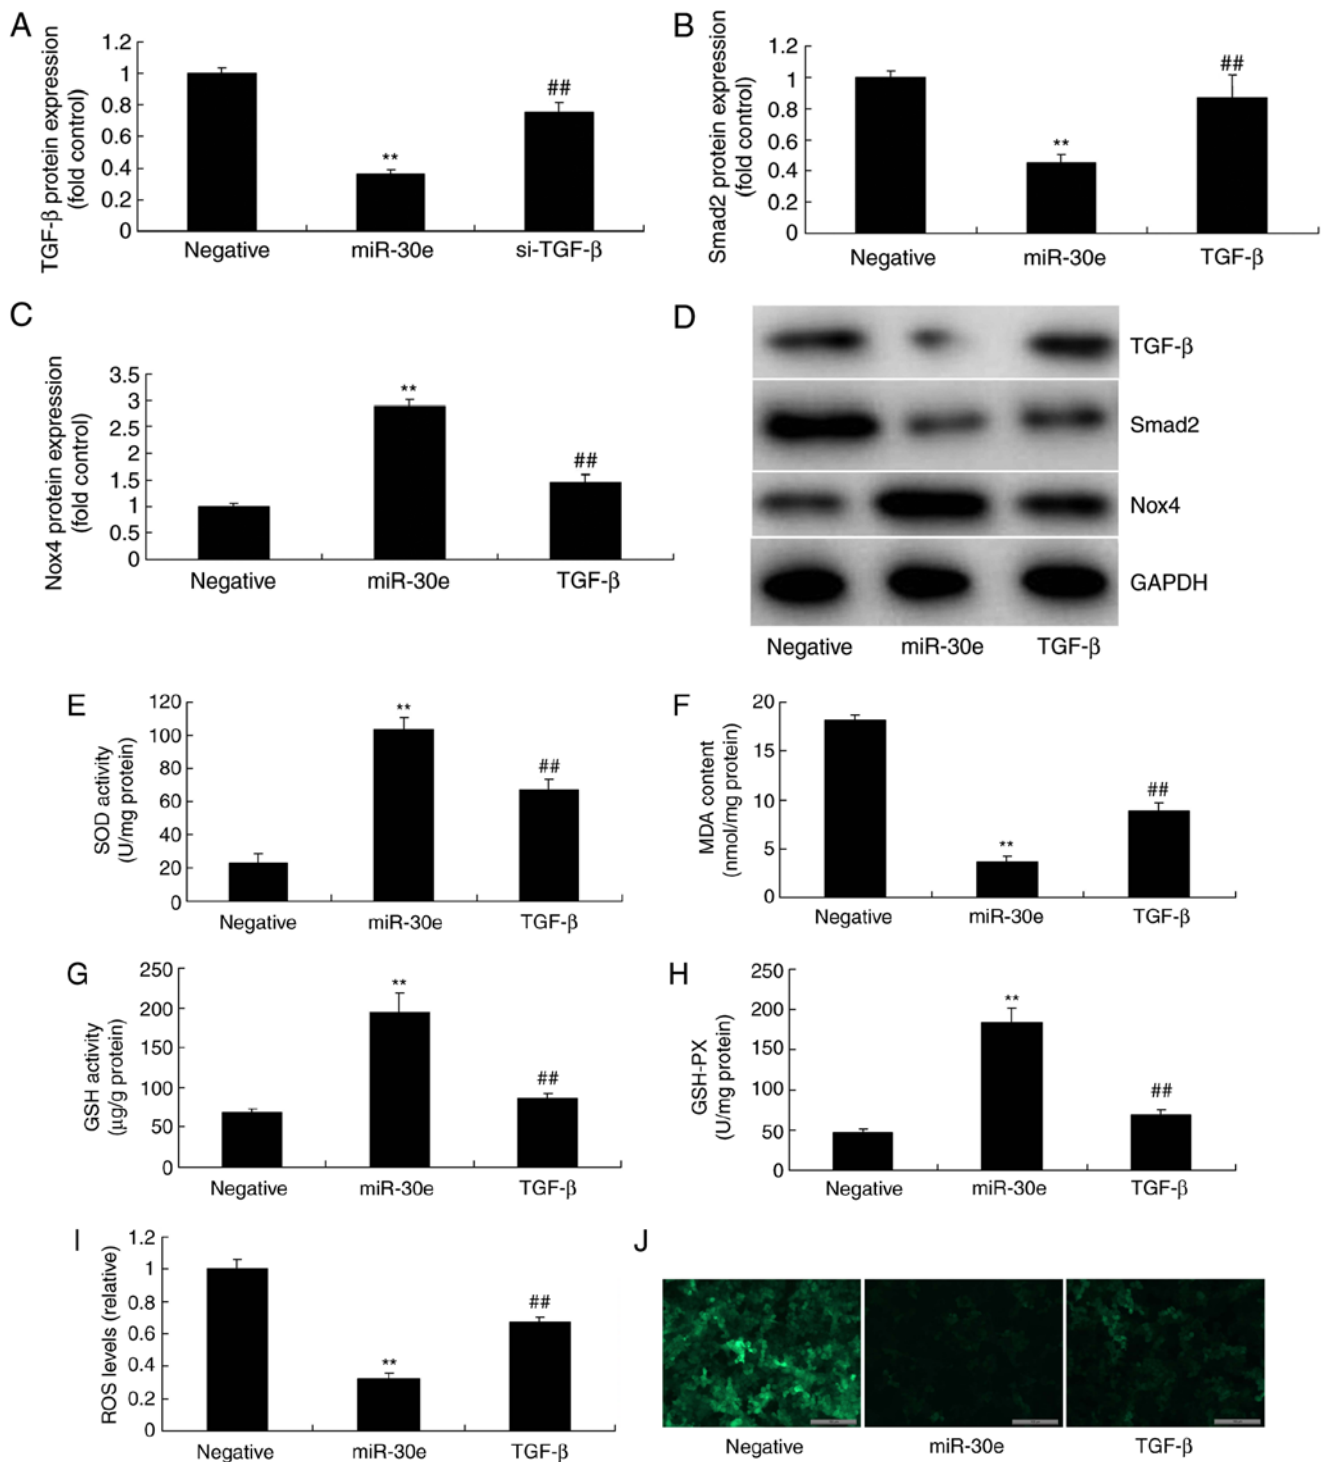 A
TGF-β protein expression
(fold control)
1.2
1
0.8
0.6
0.4
0.2
0
**
##
Negative
miR-30e
si-TGF-β
B
Smad2 protein expression
(fold control)
1.2
1
0.8
0.6
0.4
0.2
0
**
##
Negative
miR-30e
TGF-β
C
Nox4 protein expression
(fold control)
3.5
3
2.5
2
1.5
1
0.5
0
**
##
Negative
miR-30e
TGF-β
D
TGF-β
Smad2
Nox4
GAPDH
Negative
miR-30e
TGF-β
E
SOD activity
(U/mg protein)
120
100
80
60
40
20
0
**
##
Negative
miR-30e
TGF-β
F
MDA content
(nmol/mg protein)
20
15
10
5
0
**
##
Negative
miR-30e
TGF-β
G
GSH activity
(µg/g protein)
250
200
150
100
50
0
**
##
Negative
miR-30e
TGF-β
H
GSH-PX
(U/mg protein)
250
200
150
100
50
0
**
##
Negative
miR-30e
TGF-β
I
ROS levels (relative)
1.2
1
0.8
0.6
0.4
0.2
0
**
##
Negative
miR-30e
TGF-β
J
Negative
miR-30e
TGF-β